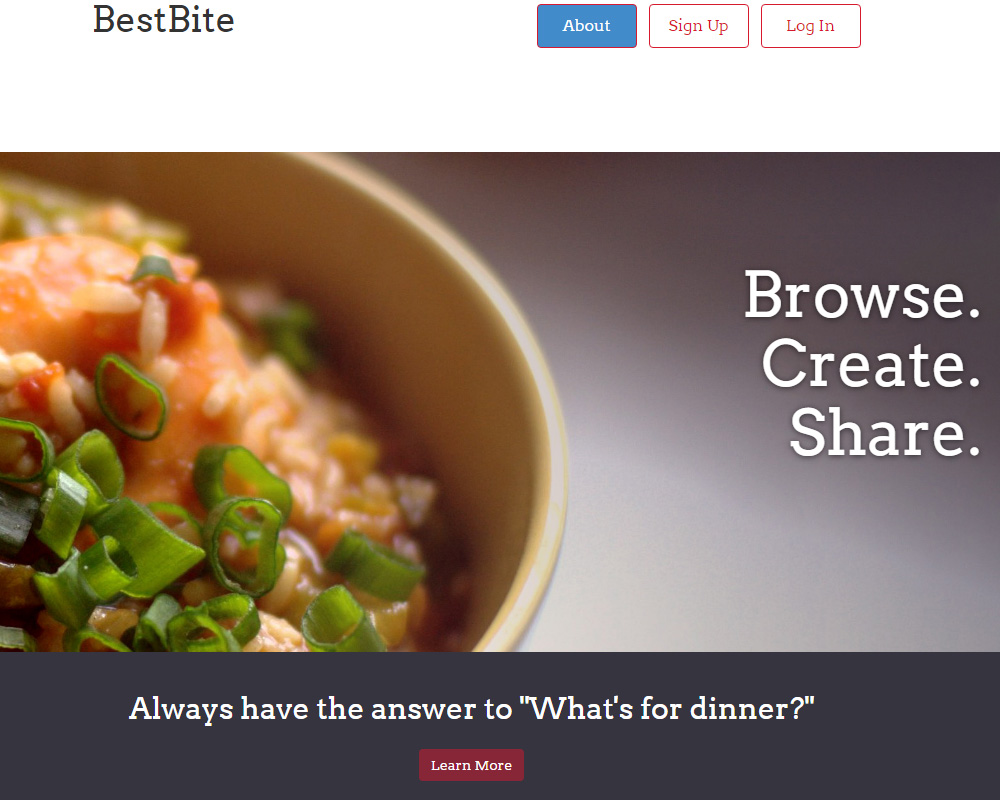 BestBite
About
Sign Up
Log In
Browse.
Create.
Share.
Always have the answer to "What's for dinner?"
Learn More